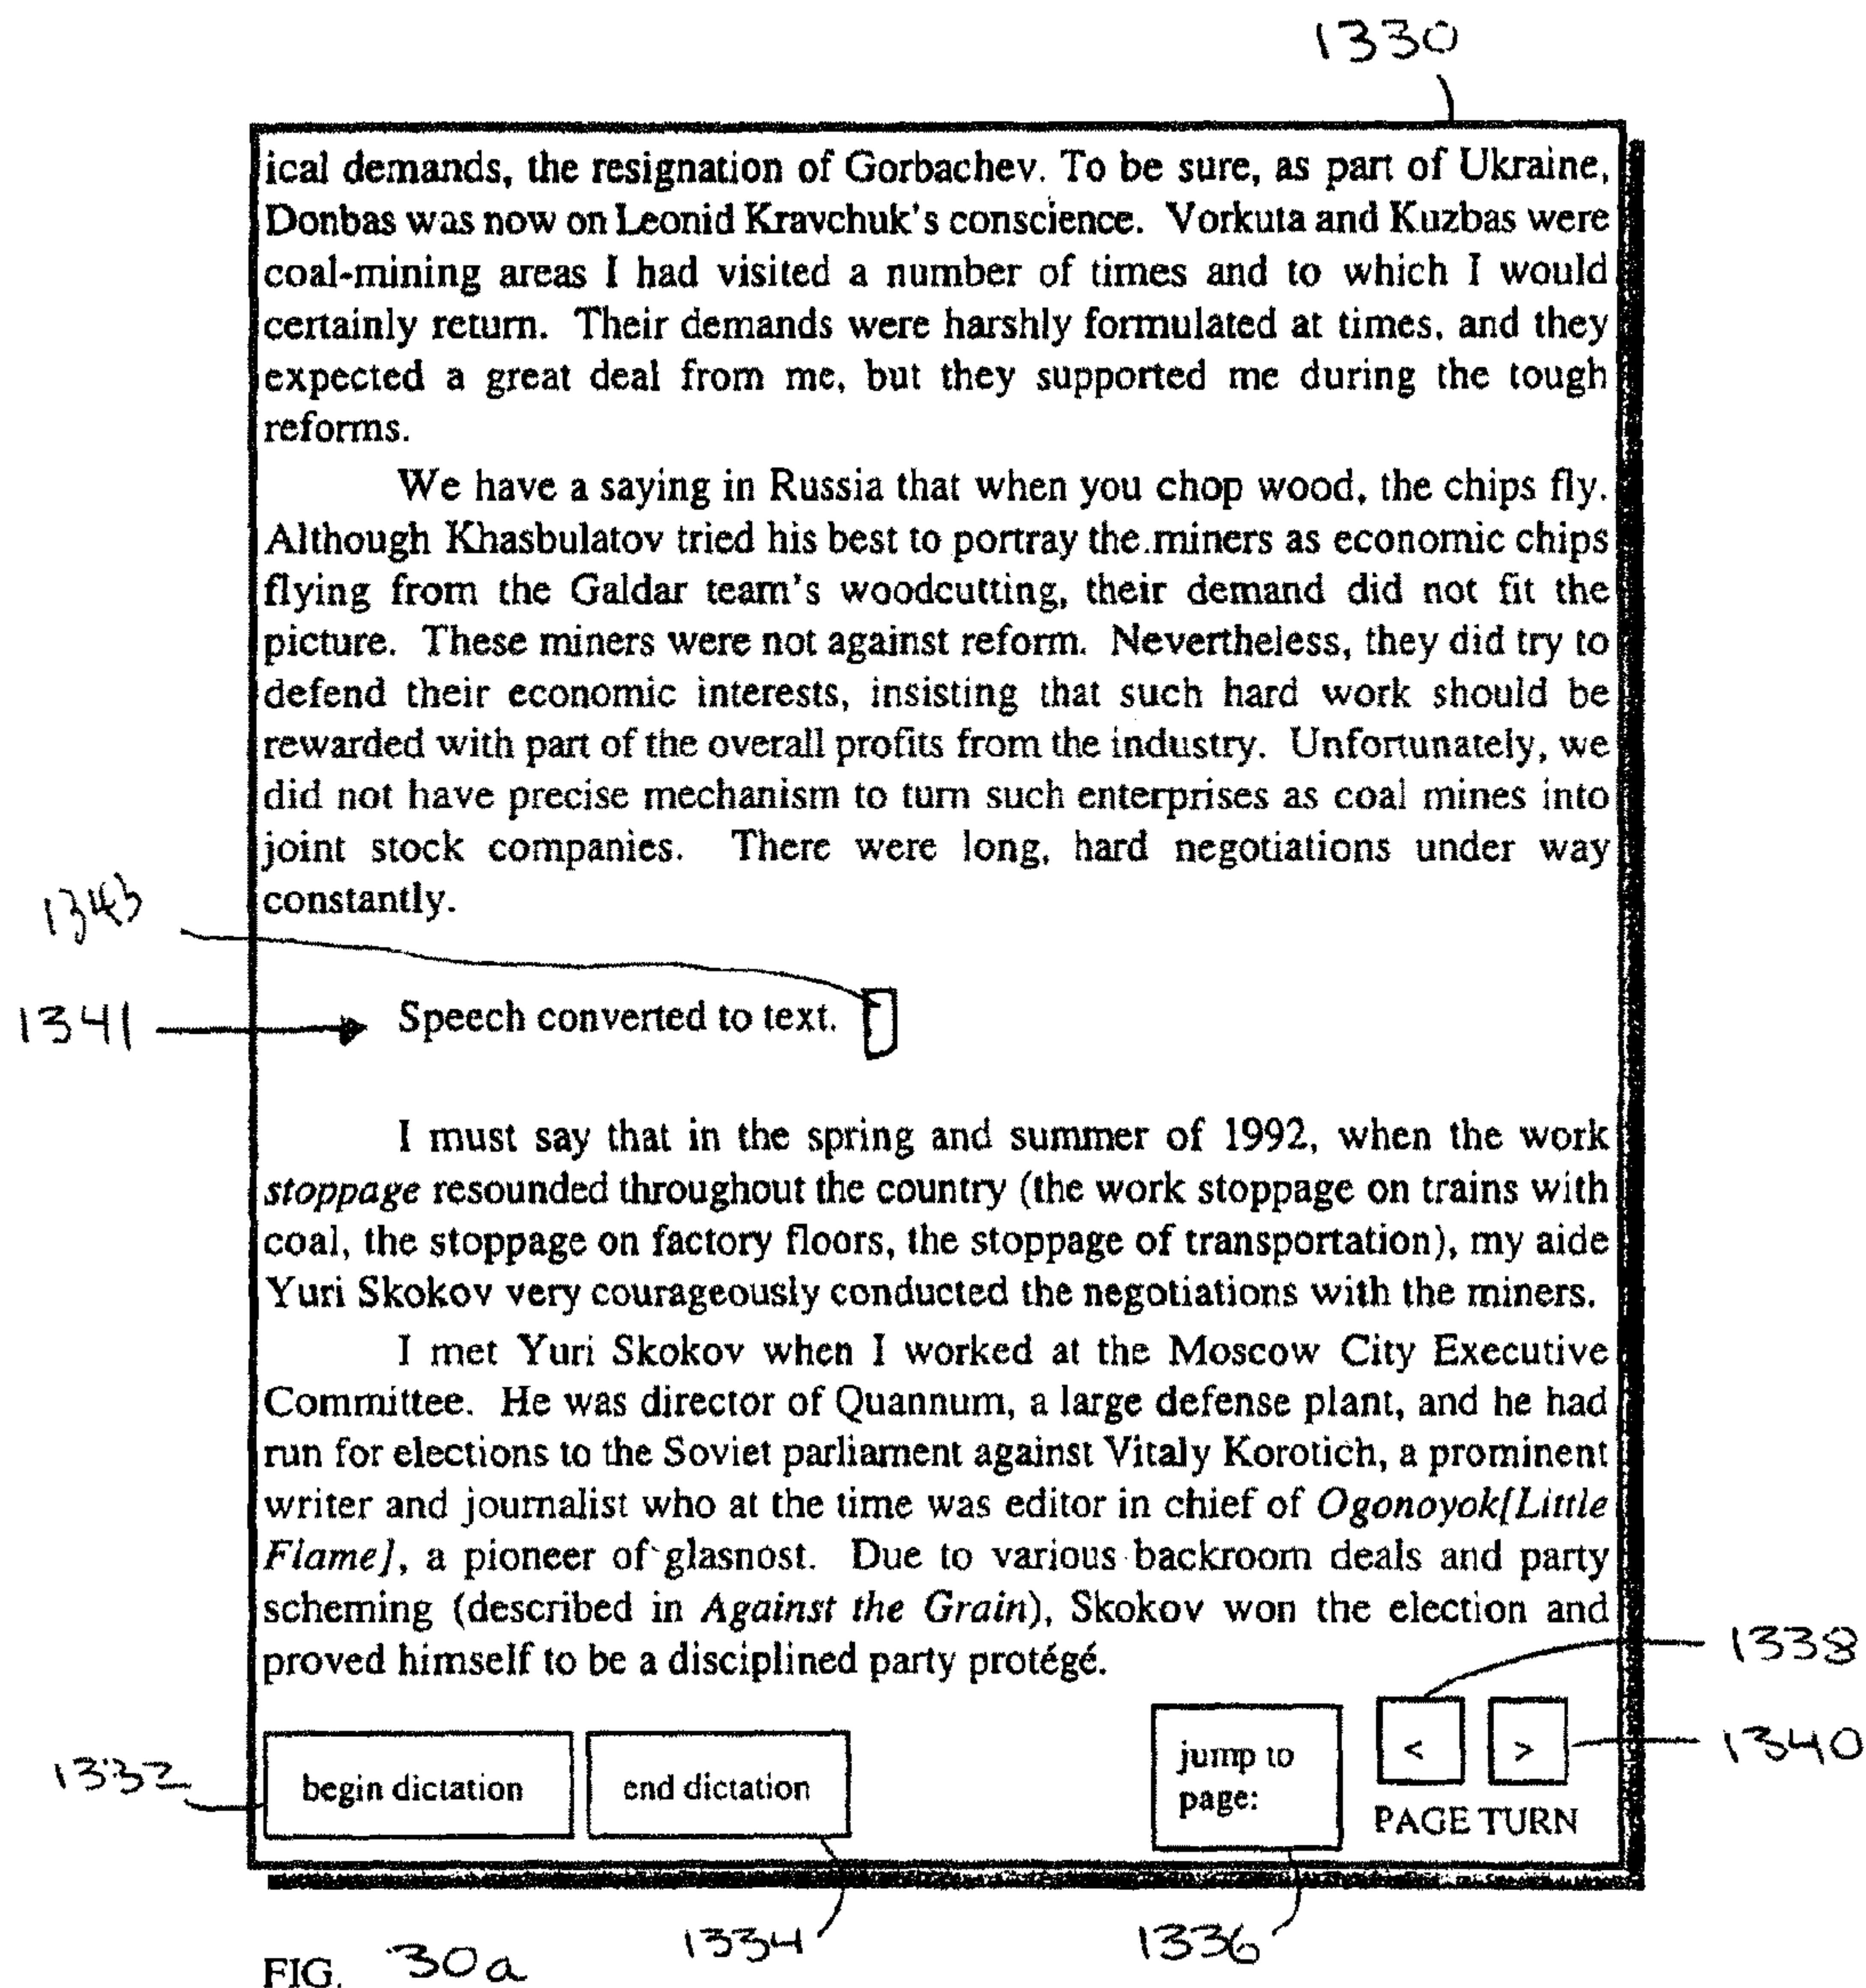 1330
ical demands, the resignation of Gorbachev. To be sure, as part of Ukraine,
Donbas was now on Leonid Kravchuk's conscience. Vorkuta and Kuzbas were
coal-mining areas I had visited a number of times and to which I would
certainly return. Their demands were harshly formulated at times, and they
expected a great deal from me, but they supported me during the tough
reforms.
We have a saying in Russia that when you chop wood, the chips fly.
Although Khasbulatov tried his best to portray the miners as economic chips
flying from the Galdar team's woodcutting, their demand did not fit the
picture. These miners were not against reform. Nevertheless, they did try to
defend their economic interests, insisting that such hard work should be
rewarded with part of the overall profits from the industry. Unfortunately, we
did not have precise mechanism to turn such enterprises as coal mines into
joint stock companies. There were long, hard negotiations under way
constantly.
1343
1341
Speech converted to text.
I must say that in the spring and summer of 1992, when the work
stoppage resounded throughout the country (the work stoppage on trains with
coal, the stoppage on factory floors, the stoppage of transportation), my aide
Yuri Skokov very courageously conducted the negotiations with the miners.
I met Yuri Skokov when I worked at the Moscow City Executive
Committee. He was director of Quannum, a large defense plant, and he had
run for elections to the Soviet parliament against Vitaly Korotich, a prominent
writer and journalist who at the time was editor in chief of Ogonoyok[Little
Flame], a pioneer of glasnost. Due to various backroom deals and party
scheming (described in Against the Grain), Skokov won the election and
proved himself to be a disciplined party protégé.
1338
1332
begin dictation
end dictation
jump to
page:
<
>
1340
PAGE TURN
1334
1336
FIG. 30a